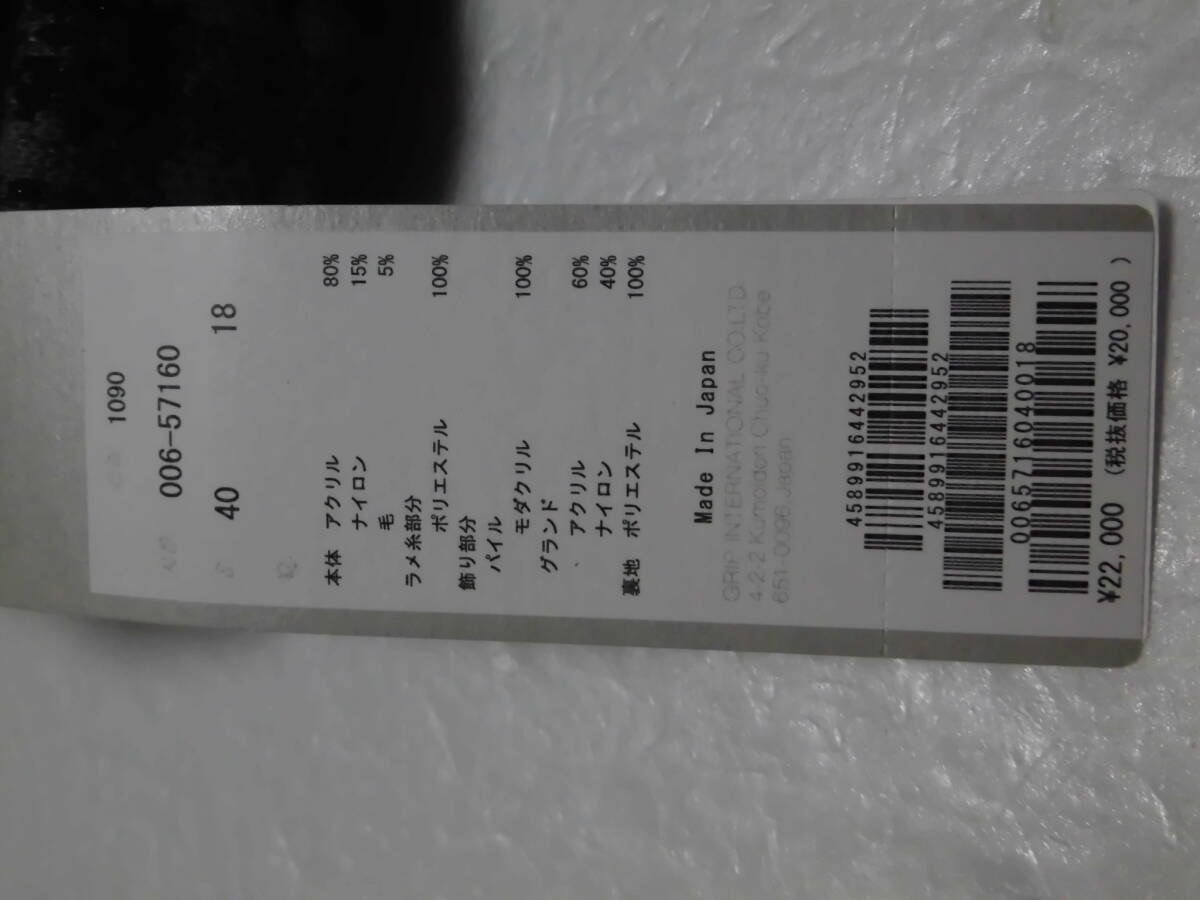 1090
006-57160
40 18
本体 アクリル 80%
ナイロン 15%
毛 5%
ラメ糸部分
ポリエステル 100%
飾り部分
パイル
モダクリル 100%
グランド
アクリル 60%
ナイロン 40%
裏地 ポリエステル 100%
Made In Japan
GRIP INTERNATIONAL CO.,LTD.
4-2-2 Kumoidori Chuo-ku Kobe
651-0096 Japan
4589916442952
4589916442952
0065716040018
¥22,000 (税抜価格 ¥20,000 )